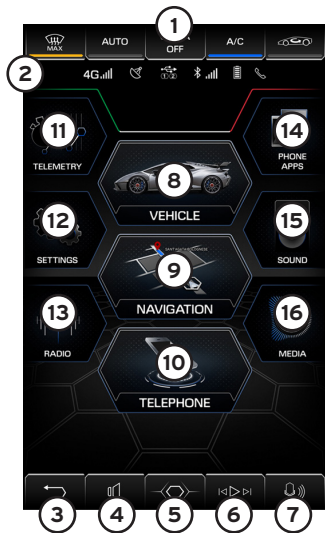 1
MAX AUTO OFF A/C
2
4G
11 14
TELEMETRY PHONE
APPS
8
VEHICLE
12 15
SETTINGS SOUND
9
NAVIGATION
13 16
RADIO MEDIA
10
TELEPHONE
3 4 5 6 7